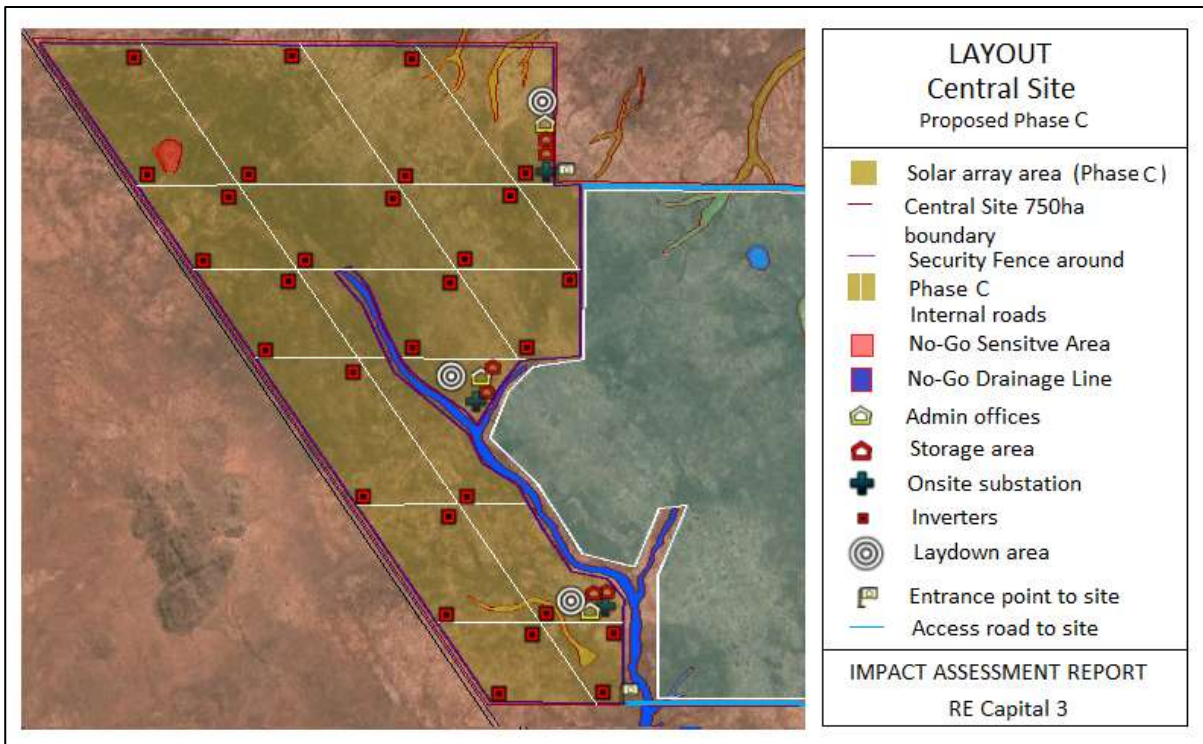 LAYOUT
Central Site
Proposed Phase C
Solar array area (Phase C)
Central Site 750ha
boundary
Security Fence around
Phase C
Internal roads
No-Go Sensitve Area
No-Go Drainage Line
Admin offices
Storage area
Onsite substation
Inverters
Laydown area
Entrance point to site
Access road to site
IMPACT ASSESSMENT REPORT
RE Capital 3